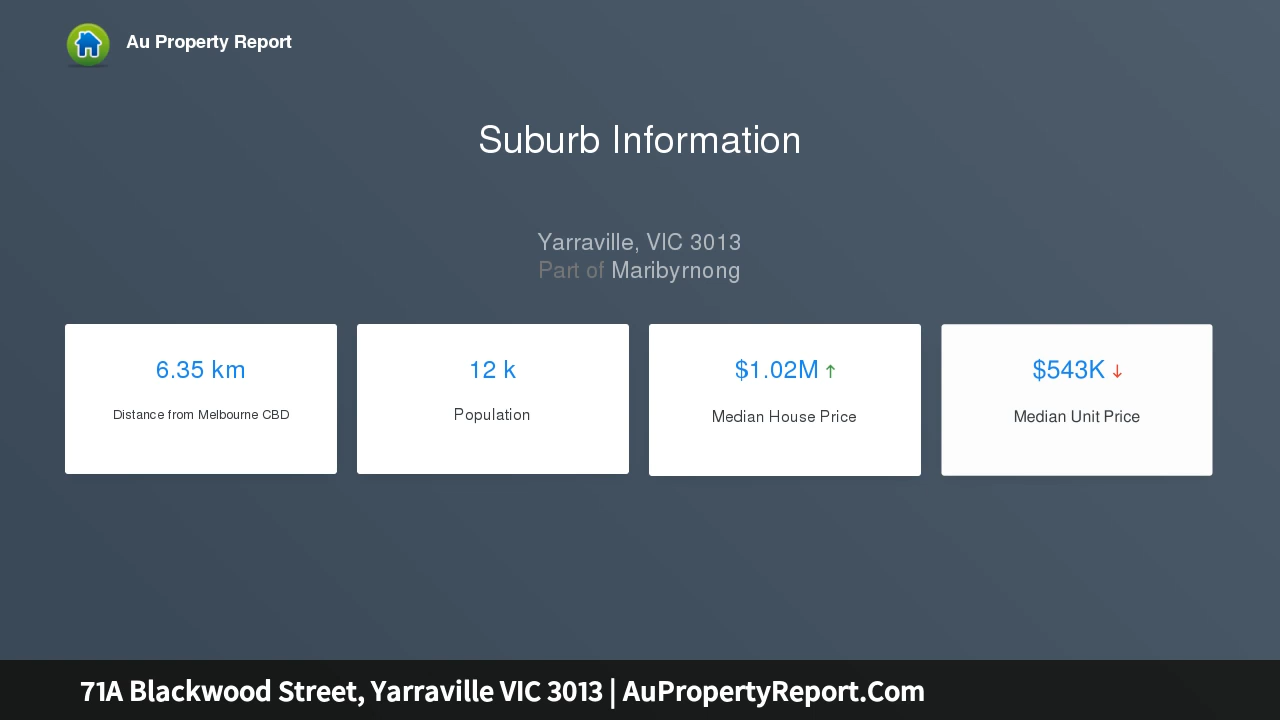 Au Property Report
Suburb Information
Yarraville, VIC 3013
Part of Maribyrnong
6.35 km
Distance from Melbourne CBD
12 k
Population
$1.02M ↑
Median House Price
$543K ↓
Median Unit Price
71A Blackwood Street, Yarraville VIC 3013 | AuPropertyReport.Com